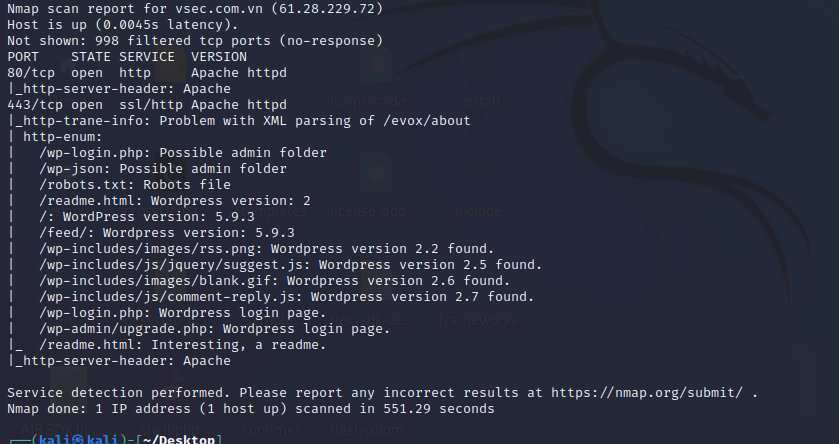 Nmap scan report for vsec.com.vn (61.28.229.72)
Host is up (0.0045s latency).
Not shown: 998 filtered tcp ports (no-response)
PORT    STATE SERVICE  VERSION
80/tcp  open  http     Apache httpd
|_http-server-header: Apache
443/tcp open  ssl/http Apache httpd
|_http-trane-info: Problem with XML parsing of /evox/about
| http-enum:
|   /wp-login.php: Possible admin folder
|   /wp-json: Possible admin folder
|   /robots.txt: Robots file
|   /readme.html: Wordpress version: 2
|   /: WordPress version: 5.9.3
|   /feed/: Wordpress version: 5.9.3
|   /wp-includes/images/rss.png: Wordpress version 2.2 found.
|   /wp-includes/js/jquery/suggest.js: Wordpress version 2.5 found.
|   /wp-includes/images/blank.gif: Wordpress version 2.6 found.
|   /wp-includes/js/comment-reply.js: Wordpress version 2.7 found.
|   /wp-login.php: Wordpress login page.
|   /wp-admin/upgrade.php: Wordpress login page.
|_  /readme.html: Interesting, a readme.
|_http-server-header: Apache
Service detection performed. Please report any incorrect results at https://nmap.org/submit/ .
Nmap done: 1 IP address (1 host up) scanned in 551.29 seconds
┌──(kali㉿kali)-[~/Desktop]
license-ado...
install
license-ado...
include
frameworks
runtimes